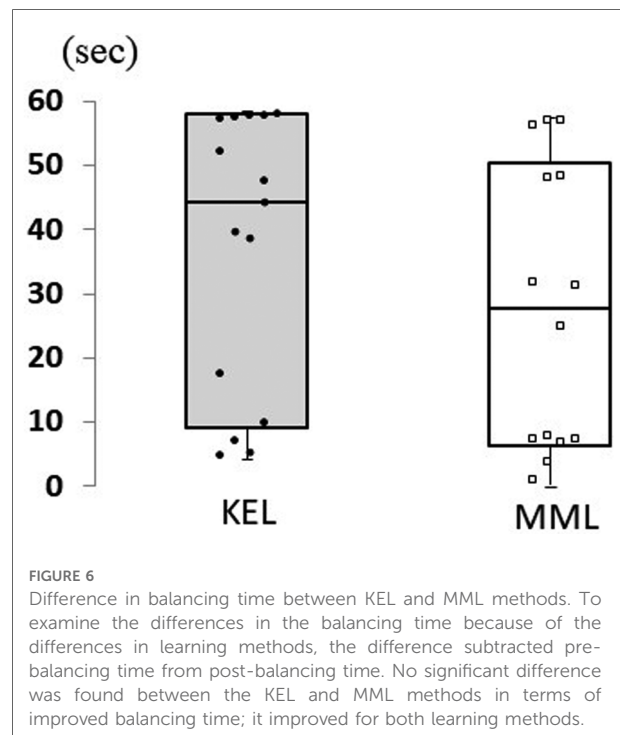 (sec)
60
50
40
30
20
10
0
KEL
MML
FIGURE 6
Difference in balancing time between KEL and MML methods. To
examine the differences in the balancing time because of the
differences in learning methods, the difference subtracted pre-
balancing time from post-balancing time. No significant difference
was found between the KEL and MML methods in terms of
improved balancing time; it improved for both learning methods.